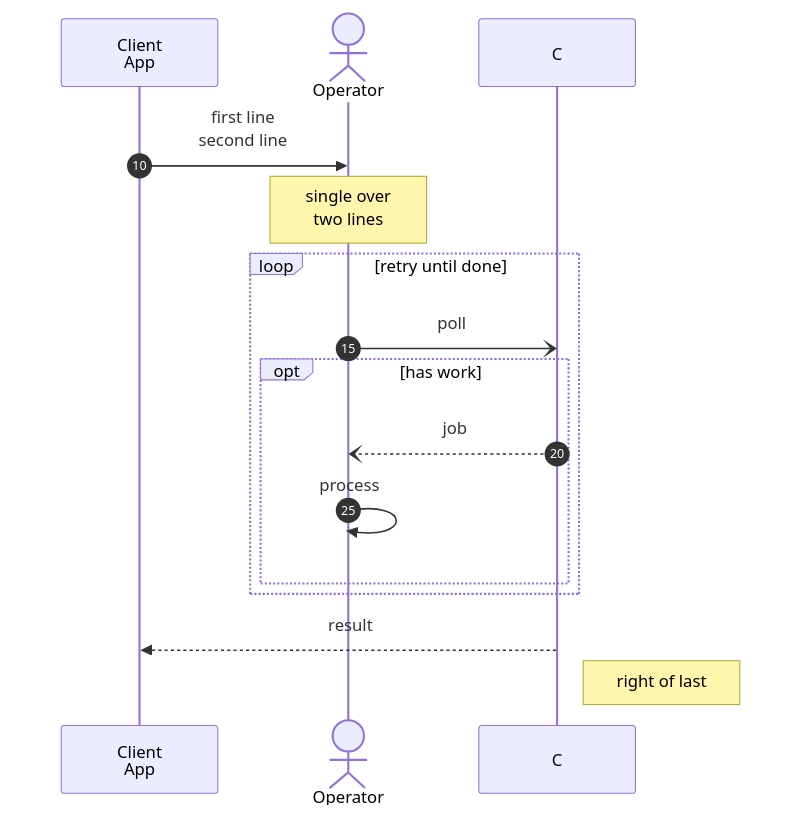 Client
App
Operator
C
first line
second line
10
single over
two lines
loop
[retry until done]
poll
15
opt
[has work]
job
20
process
25
result
right of last
Client
App
Operator
C